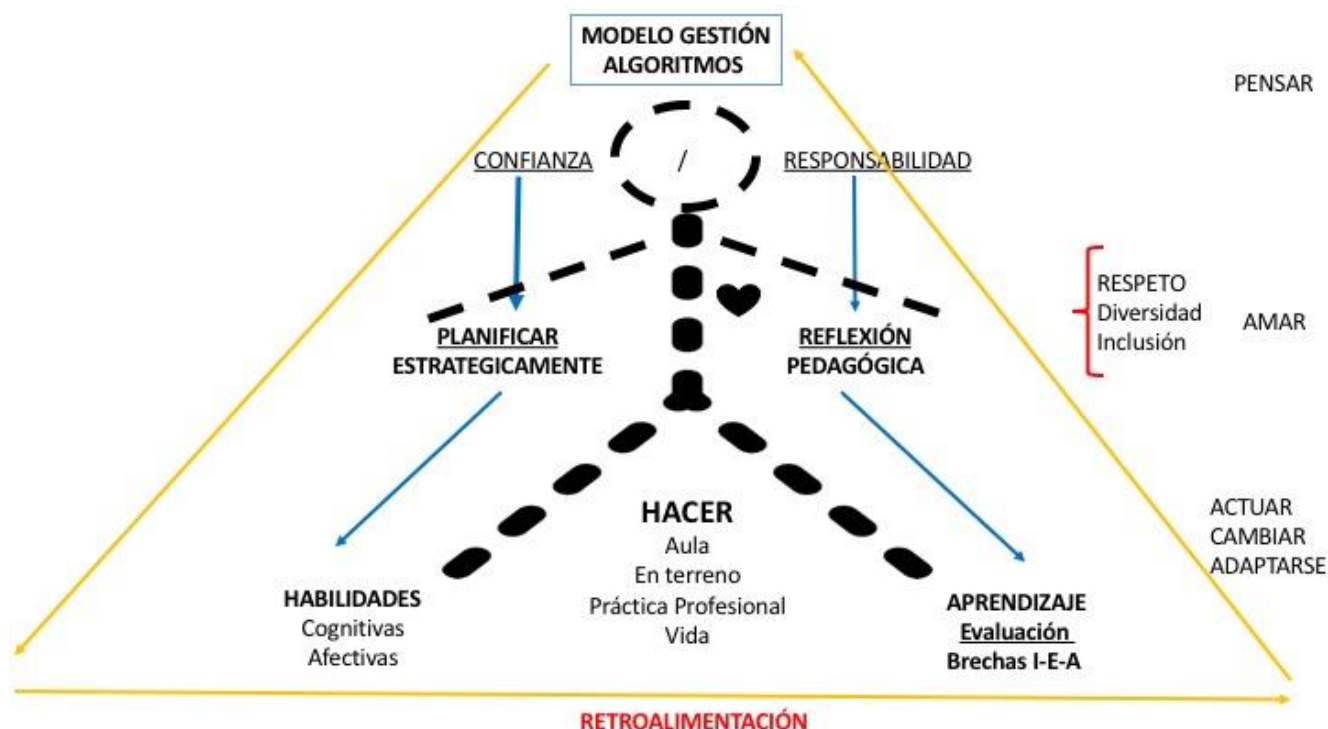 MODELO GESTIÓN
ALGORITMOS
PENSAR
CONFIANZA
/
RESPONSABILIDAD
RESPETO
Diversidad
Inclusión
AMAR
PLANIFICAR
ESTRATEGICAMENTE
REFLEXIÓN
PEDAGÓGICA
HACER
Aula
En terreno
Práctica Profesional
Vida
ACTUAR
CAMBIAR
ADAPTARSE
HABILIDADES
Cognitivas
Afectivas
APRENDIZAJE
Evaluación
Brechas I-E-A
RETROALIMENTACIÓN